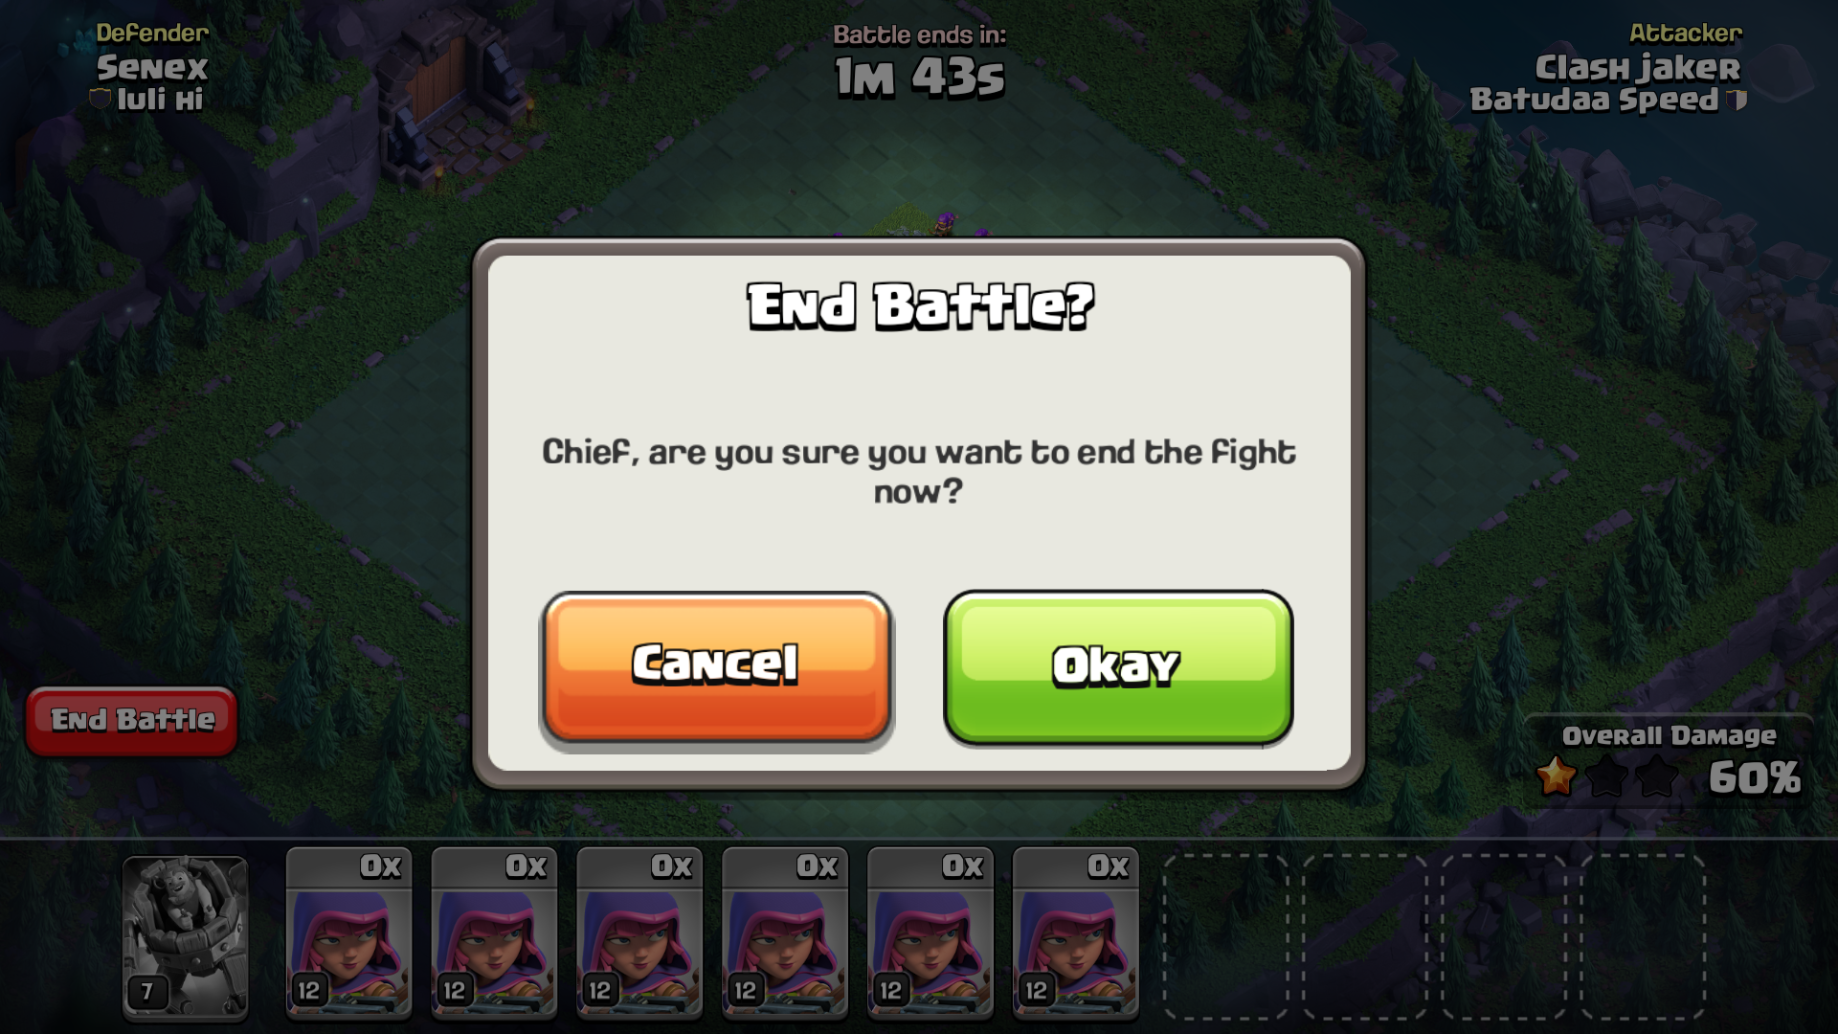 Defender
Senex
luli Hi
Battle ends in:
1M 43s
Attacker
Clash jaker
Batudaa Speed
End Battle?
Chief, are you sure you want to end the fight
now?
Cancel
Okay
End Battle
Overall Damage
60%
0x
0x
0x
0x
0x
0x
7
12
12
12
12
12
12